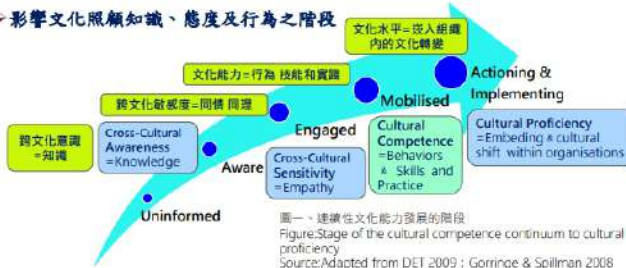 影響文化照顧知識、態度及行為之階段
文化水平=崁入組織
內的文化轉變
文化能力=行為 技能和實踐
跨文化敏感度=同情 同理
跨文化意識
=知識
Actioning &
Implementing
Mobilised
Engaged
Aware
Uninformed
Cross-Cultural
Awareness
=Knowledge
Cross-Cultural
Sensitivity
=Empathy
Cultural
Competence
=Behaviors
& Skills and
Practice
Cultural Proficiency
=Embeding & cultural
shift within organisations
圖一、連續性文化能力發展的階段
Figure:Stage of the cultural competence continuum to cultural
proficiency
Source:Adapted from DET 2009 ; Gorringe & Spillman 2008